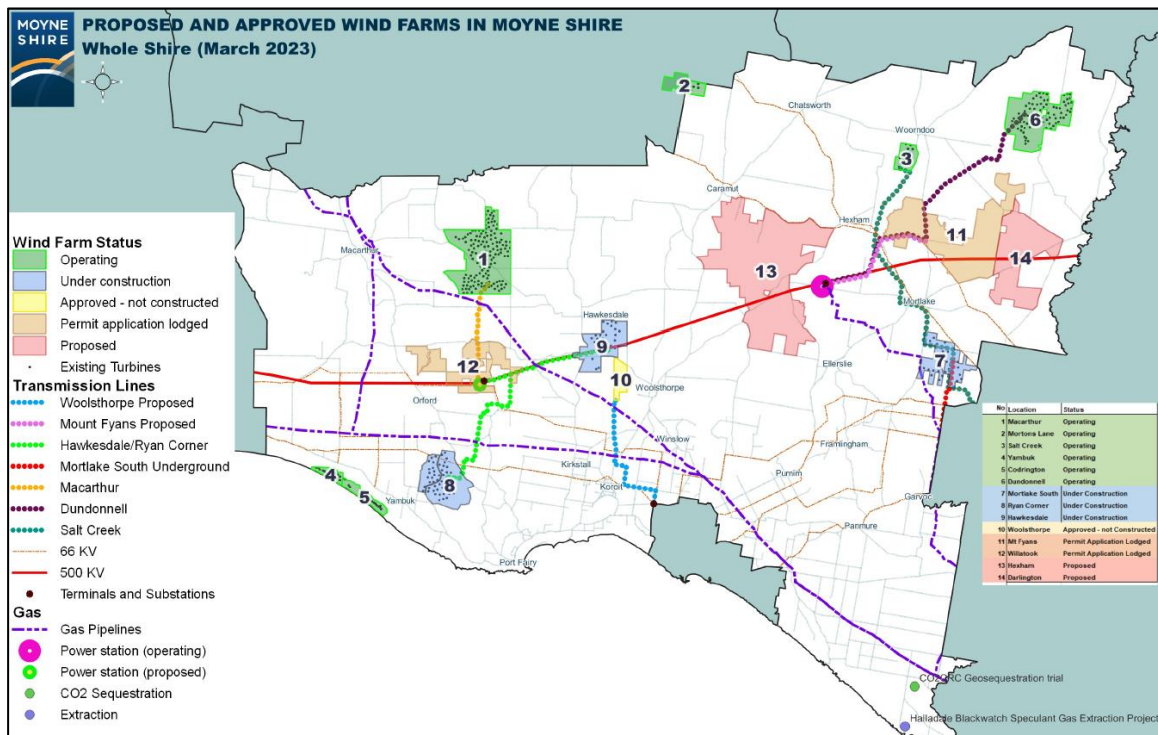 MOYNE
SHIRE
PROPOSED AND APPROVED WIND FARMS IN MOYNE SHIRE
Whole Shire (March 2023)
Wind Farm Status
Operating
Under construction
Approved - not constructed
Permit application lodged
Proposed
Existing Turbines
Transmission Lines
Woolsthorpe Proposed
Mount Fyans Proposed
Hawkesdale/Ryan Corner
Mortlake South Underground
Macarthur
Dundonnell
Salt Creek
66 KV
500 KV
Terminals and Substations
Gas
Gas Pipelines
Power station (operating)
Power station (proposed)
CO2 Sequestration
Extraction
2
Chatsworth
6
Woorndoo
3
Caramut
Hexham
11
Macarthur
1
13
14
Mortlake
Hawkesdale
9
12
10
Ellerslie
7
Woolsthorpe
Orford
Winslow
Framingham
Kirkstall
Purnim
4
5
Yambuk
8
Koroit
Garvoc
Panmure
Port Fairy
CO2CRC Geosequestration trial
Halladale Blackwatch Speculant Gas Extraction Project
No Location Status
1 Macarthur Operating
2 Mortons Lane Operating
3 Salt Creek Operating
4 Yambuk Operating
5 Codrington Operating
6 Dundonnell Operating
7 Mortlake South Under Construction
8 Ryan Corner Under Construction
9 Hawkesdale Under Construction
10 Woolsthorpe Approved - not Constructed
11 Mt Fyans Permit Application Lodged
12 Willatook Permit Application Lodged
13 Hexham Proposed
14 Darlington Proposed